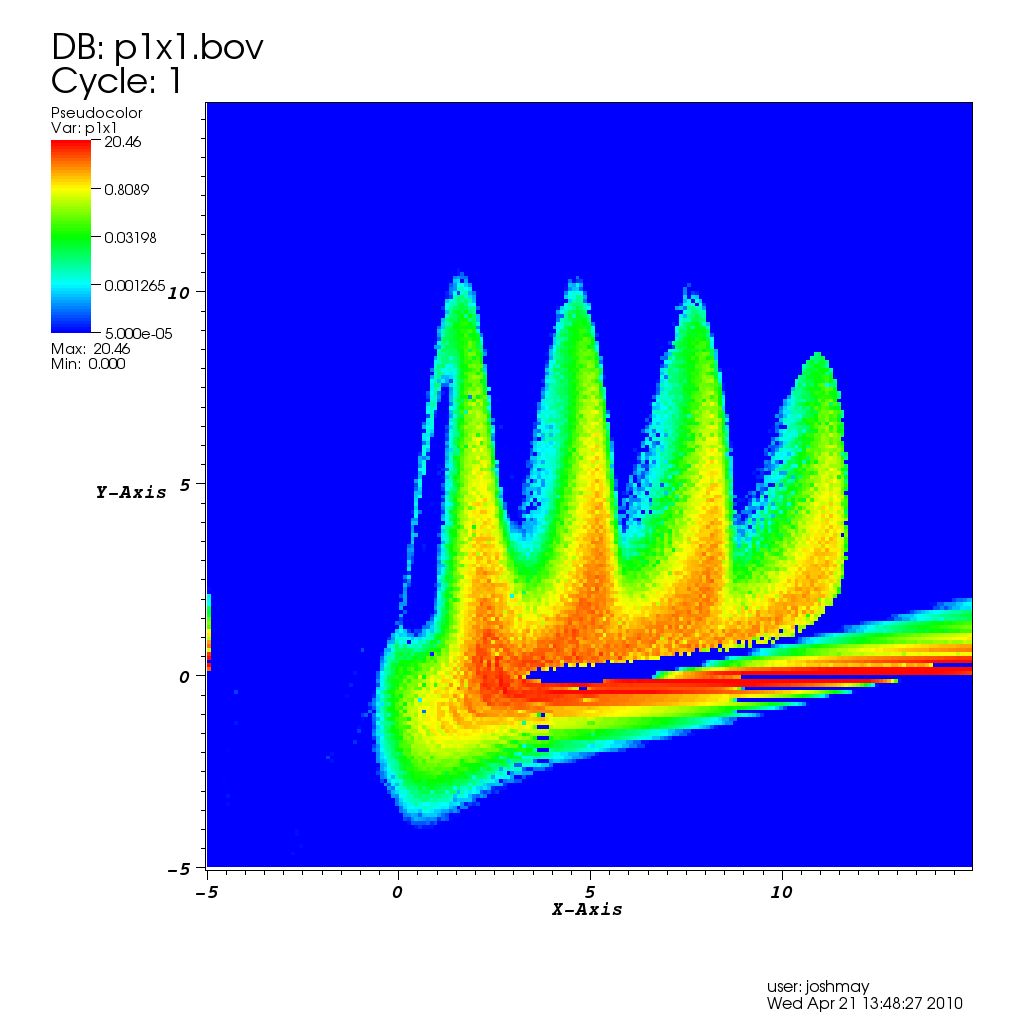 DB: p1x1.bov
Cycle: 1
Pseudocolor
Var: p1x1
20.46
0.8089
0.03198
0.001265
5.000e-05
Max: 20.46
Min: 0.000
10
Y-Axis 5
0
-5
-5 0 5 10
X-Axis
user: joshmay
Wed Apr 21 13:48:27 2010